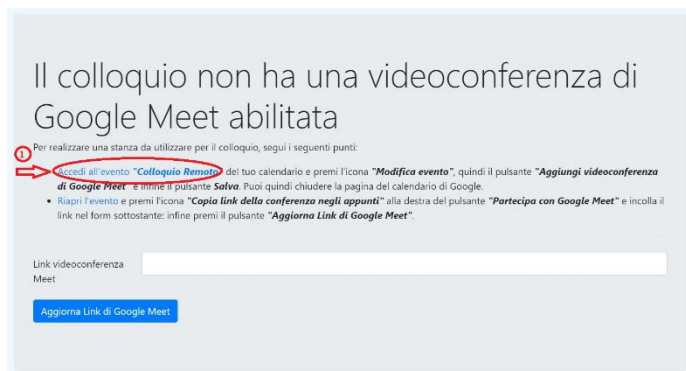 Il colloquio non ha una videoconferenza di
Google Meet abilitata
Per realizzare una stanza da utilizzare per il colloquio, segui i seguenti punti:
1
Accedi all'evento "Colloquio Remoto" del tuo calendario e premi l'icona "Modifica evento", quindi il pulsante "Aggiungi videoconferenza
di Google Meet" e infine il pulsante Salva. Puoi quindi chiudere la pagina del calendario di Google.
Riapri l'evento e premi l'icona "Copia link della conferenza negli appunti" alla destra del pulsante "Partecipa con Google Meet" e incolla il
link nel form sottostante: infine premi il pulsante "Aggiorna Link di Google Meet".
Link videoconferenza
Meet
Aggiorna Link di Google Meet